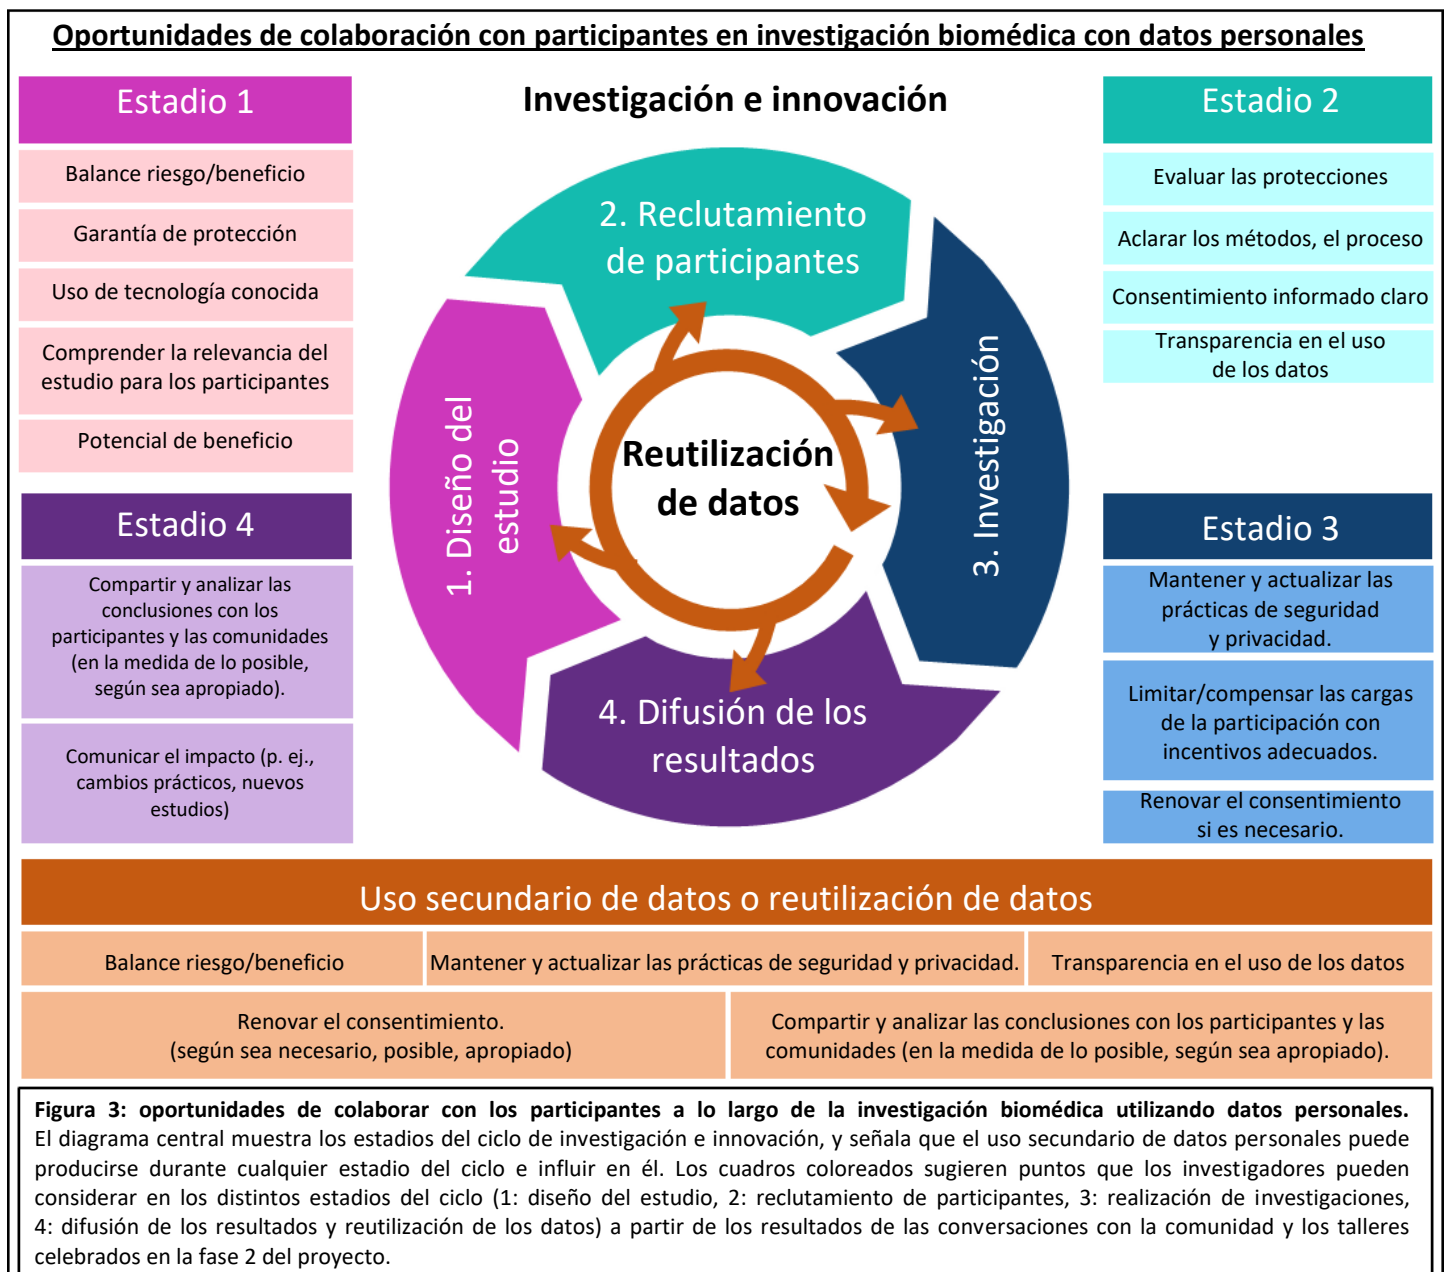 Oportunidades de colaboración con participantes en investigación biomédica con datos personales
Estadio 1
Balance riesgo/beneficio
Garantía de protección
Uso de tecnología conocida
Comprender la relevancia del
estudio para los participantes
Potencial de beneficio
Investigación e innovación
2. Reclutamiento
de participantes
1. Diseño del
estudio
Reutilización
de datos
3. Investigación
4. Difusión de los
resultados
Estadio 2
Evaluar las protecciones
Aclarar los métodos, el proceso
Consentimiento informado claro
Transparencia en el uso
de los datos
Estadio 4
Compartir y analizar las
conclusiones con los
participantes y las comunidades
(en la medida de lo posible,
según sea apropiado).
Comunicar el impacto (p. ej.,
cambios prácticos, nuevos
estudios)
Estadio 3
Mantener y actualizar las
prácticas de seguridad
y privacidad.
Limitar/compensar las cargas
de la participación con
incentivos adecuados.
Renovar el consentimiento
si es necesario.
Uso secundario de datos o reutilización de datos
Balance riesgo/beneficio
Mantener y actualizar las prácticas de seguridad y privacidad.
Transparencia en el uso de los datos
Renovar el consentimiento.
(según sea necesario, posible, apropiado)
Compartir y analizar las conclusiones con los participantes y las
comunidades (en la medida de lo posible, según sea apropiado).
Figura 3: oportunidades de colaborar con los participantes a lo largo de la investigación biomédica utilizando datos personales.
El diagrama central muestra los estadios del ciclo de investigación e innovación, y señala que el uso secundario de datos personales puede
producirse durante cualquier estadio del ciclo e influir en él. Los cuadros coloreados sugieren puntos que los investigadores pueden
considerar en los distintos estadios del ciclo (1: diseño del estudio, 2: reclutamiento de participantes, 3: realización de investigaciones,
4: difusión de los resultados y reutilización de los datos) a partir de los resultados de las conversaciones con la comunidad y los talleres
celebrados en la fase 2 del proyecto.